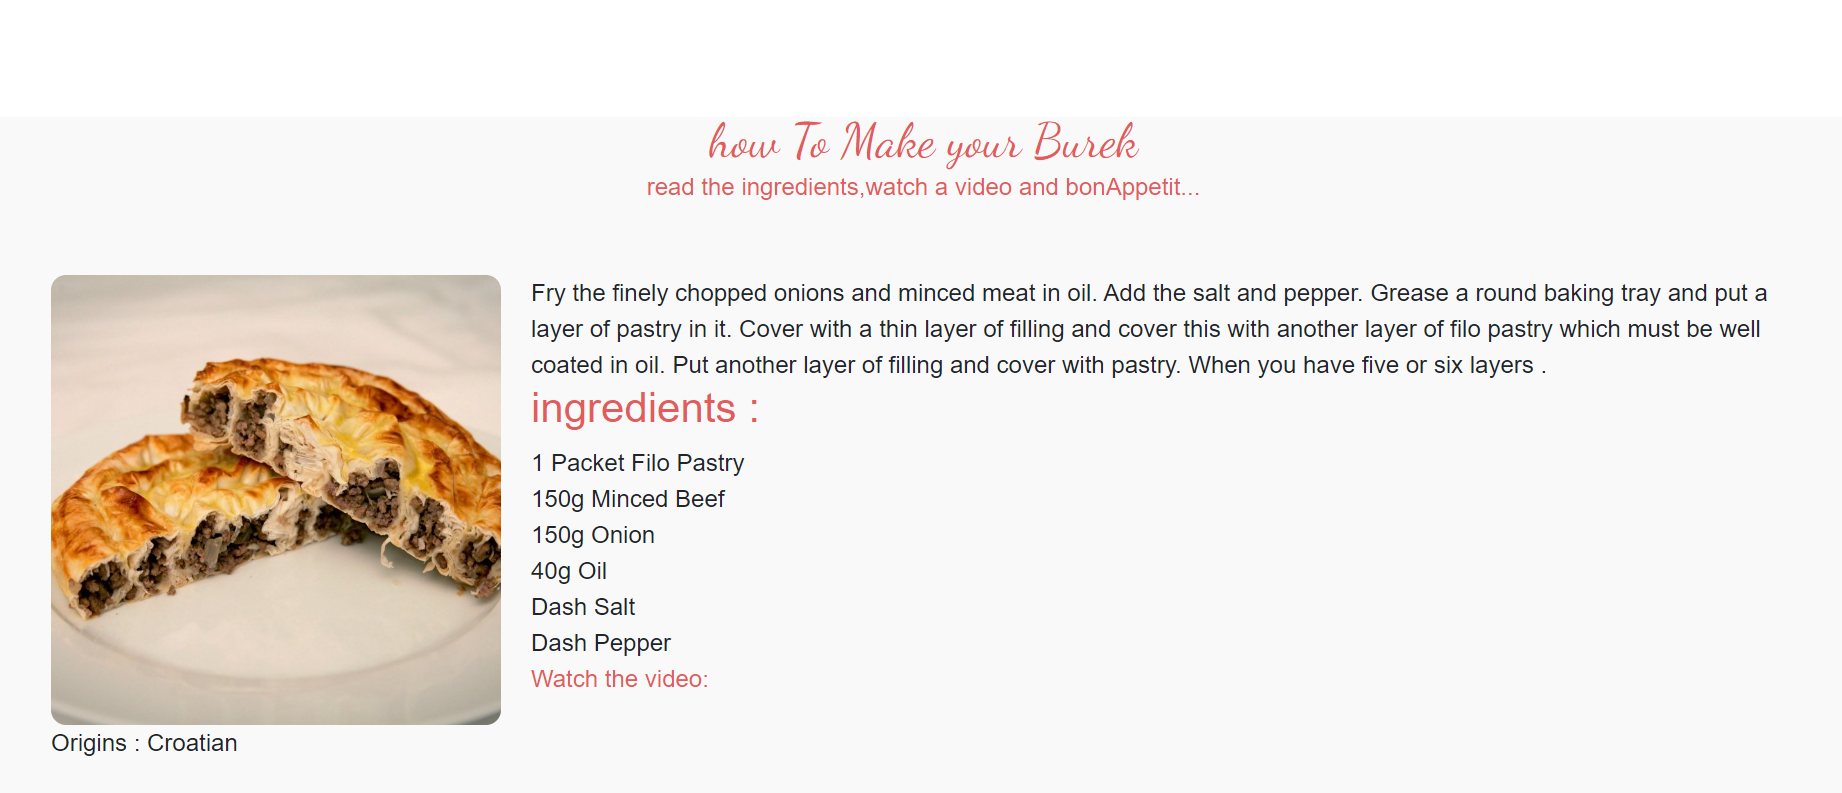 how To Make your Burek
read the ingredients,watch a video and bonAppetit...
Fry the finely chopped onions and minced meat in oil. Add the salt and pepper. Grease a round baking tray and put a
layer of pastry in it. Cover with a thin layer of filling and cover this with another layer of filo pastry which must be well
coated in oil. Put another layer of filling and cover with pastry. When you have five or six layers .
ingredients :
1 Packet Filo Pastry
150g Minced Beef
150g Onion
40g Oil
Dash Salt
Dash Pepper
Watch the video:
Origins : Croatian